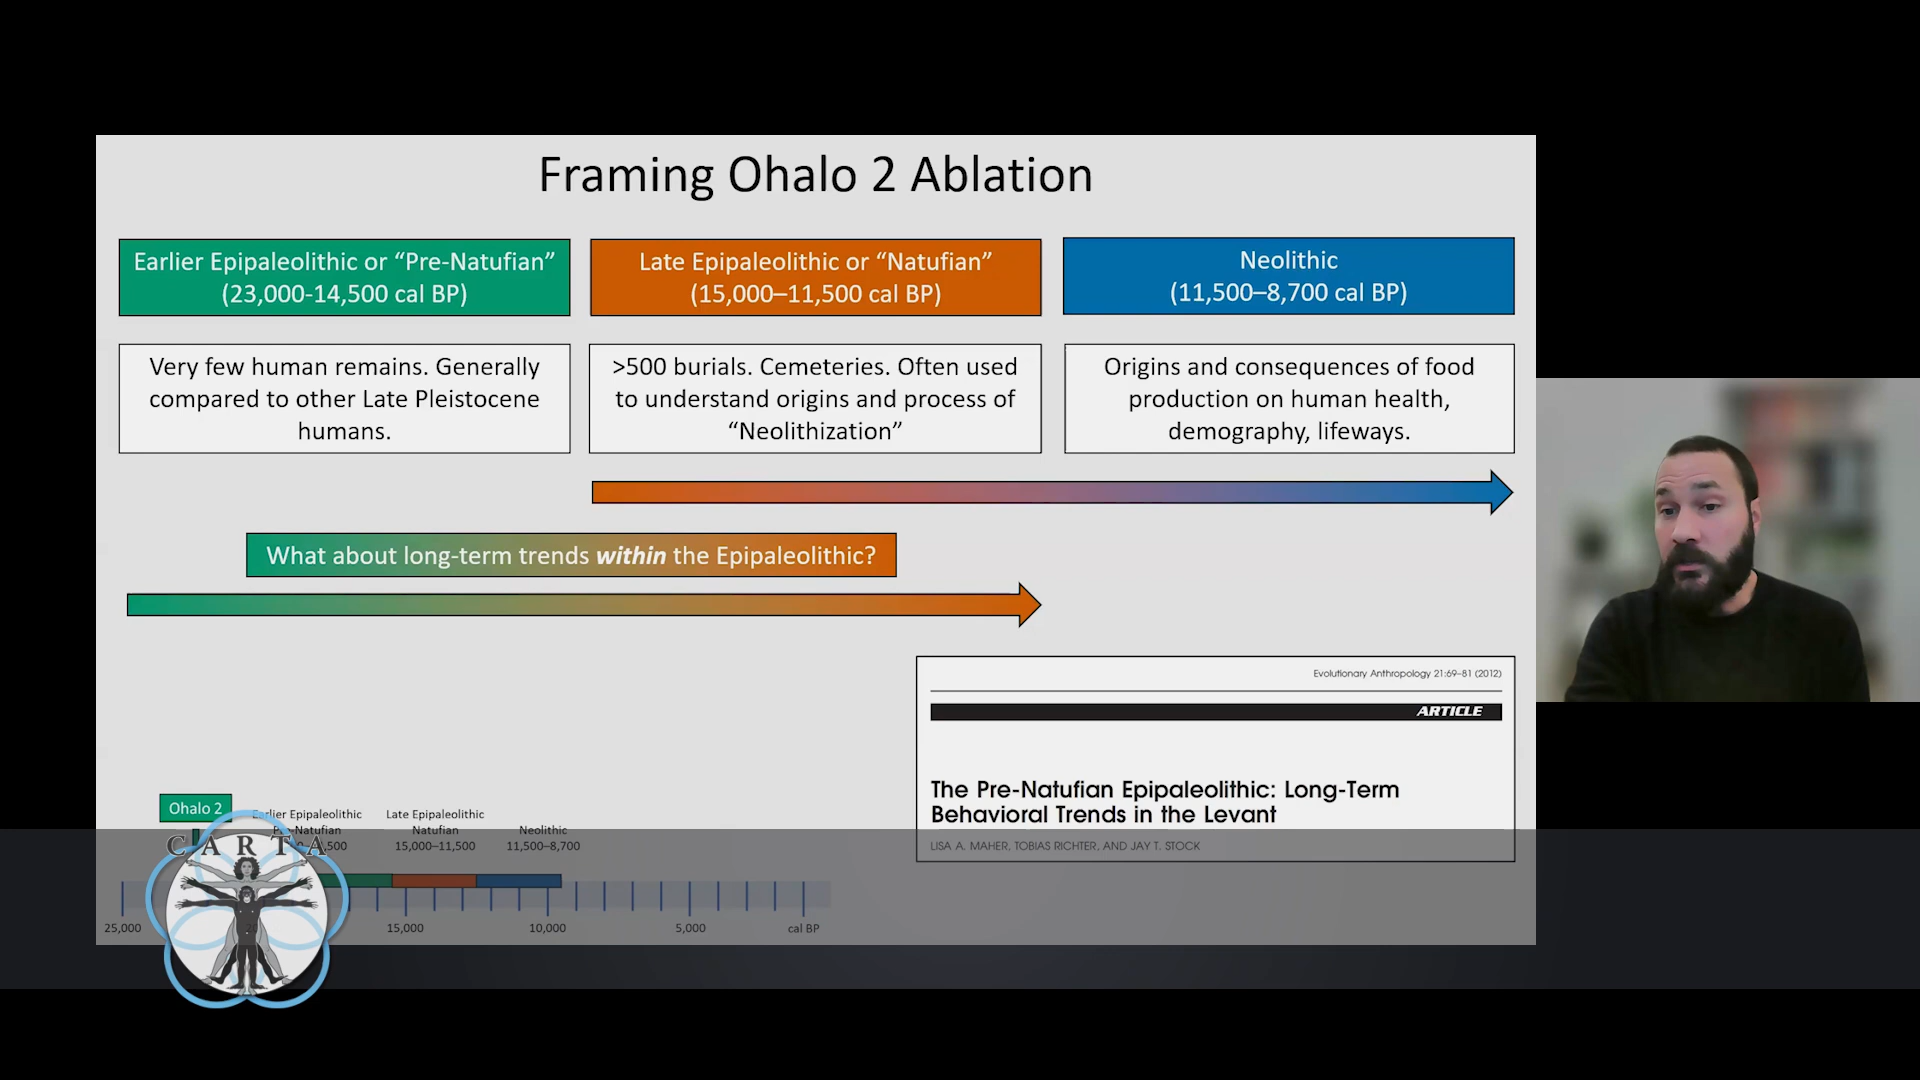 Framing Ohalo 2 Ablation
Earlier Epipaleolithic or “Pre-Natufian”
(23,000-14,500 cal BP)
Late Epipaleolithic or “Natufian”
(15,000–11,500 cal BP)
Neolithic
(11,500–8,700 cal BP)
Very few human remains. Generally
compared to other Late Pleistocene
humans.
>500 burials. Cemeteries. Often used
to understand origins and process of
“Neolithization”
Origins and consequences of food
production on human health,
demography, lifeways.
What about long-term trends within the Epipaleolithic?
Evolutionary Anthropology 21:69–81 (2012)
ARTICLE
The Pre-Natufian Epipaleolithic: Long-Term
Behavioral Trends in the Levant
LISA A. MAHER, TOBIAS RICHTER, AND JAY T. STOCK
Ohalo 2
Earlier Epipaleolithic
Late Epipaleolithic
Natufian
15,000–11,500
Neolithic
11,500–8,700
CARTA
25,000
15,000
10,000
5,000
cal BP